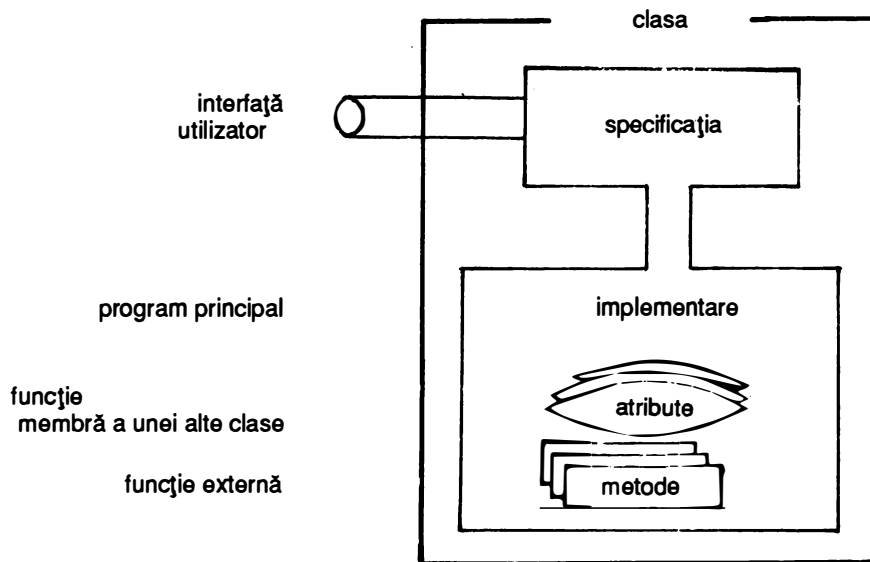 clasa
interfaţă
utilizator
specificaţia
program principal
implementare
funcţie
membră a unei alte clase
atribute
funcţie externă
metode